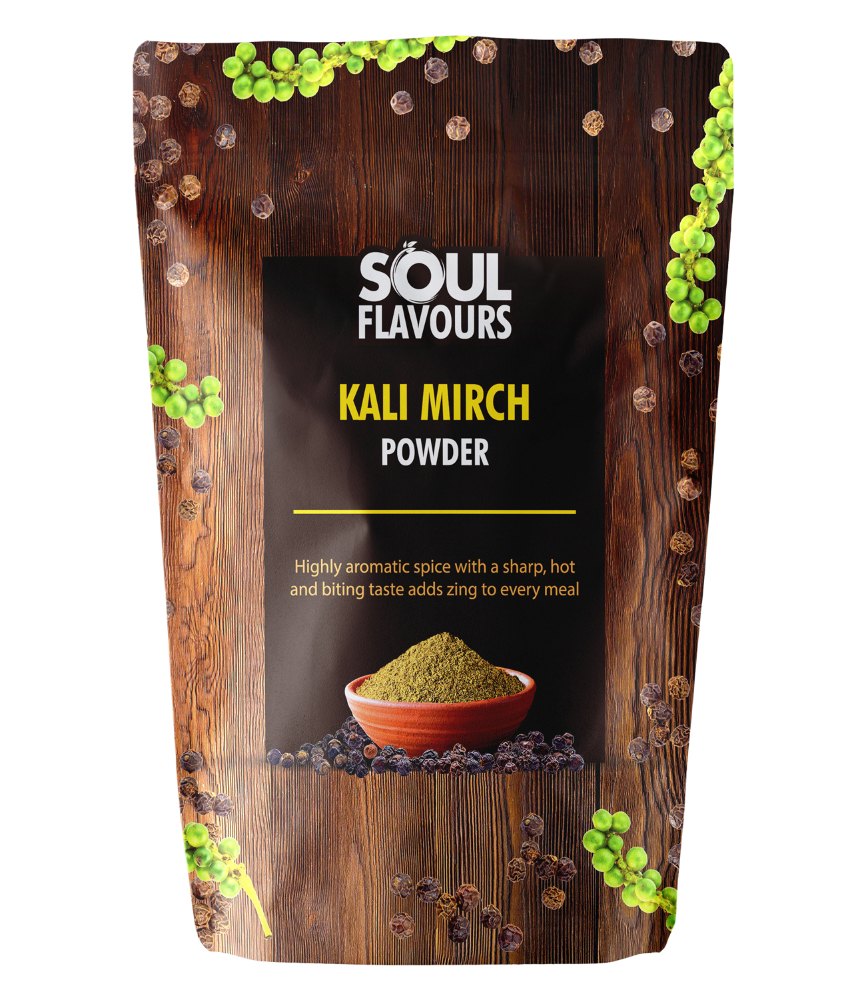 SOUL
FLAVOURS
KALI MIRCH
POWDER
Highly aromatic spice with a sharp, hot
and biting taste adds zing to every meal